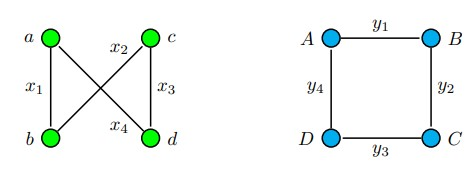 a x₂ c
x₁ x₃
b x₄ d
A y₁ B
y₄ y₂
D y₃ C